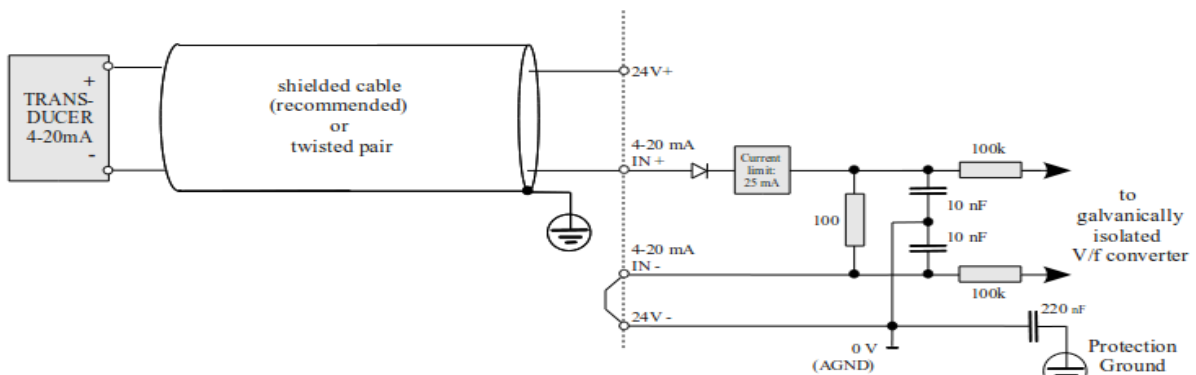 +
TRANS-
DUCER
4-20mA
-
shielded cable
(recommended)
or
twisted pair
24V+
4-20 mA
IN +
Current
limit:
25 mA
100k
10 nF
100
10 nF
to
galvanically
isolated
V/f converter
4-20 mA
IN -
100k
24V -
220 nF
0 V
(AGND)
Protection
Ground